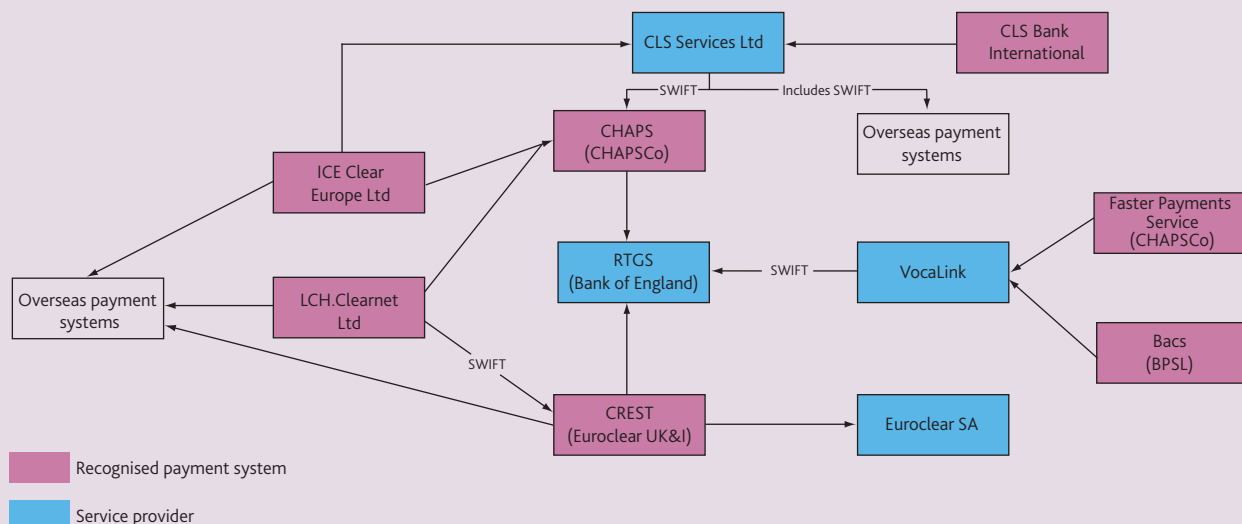 CLS Services Ltd
CLS Bank
International
SWIFT
Includes SWIFT
CHAPS
(CHAPSCo)
Overseas payment
systems
ICE Clear
Europe Ltd
Faster Payments
Service
(CHAPSCo)
RTGS
(Bank of England)
SWIFT
VocaLink
Overseas payment
systems
LCH.Clearnet
Ltd
Bacs
(BPSL)
SWIFT
CREST
(Euroclear UK&I)
Euroclear SA
Recognised payment system
Service provider